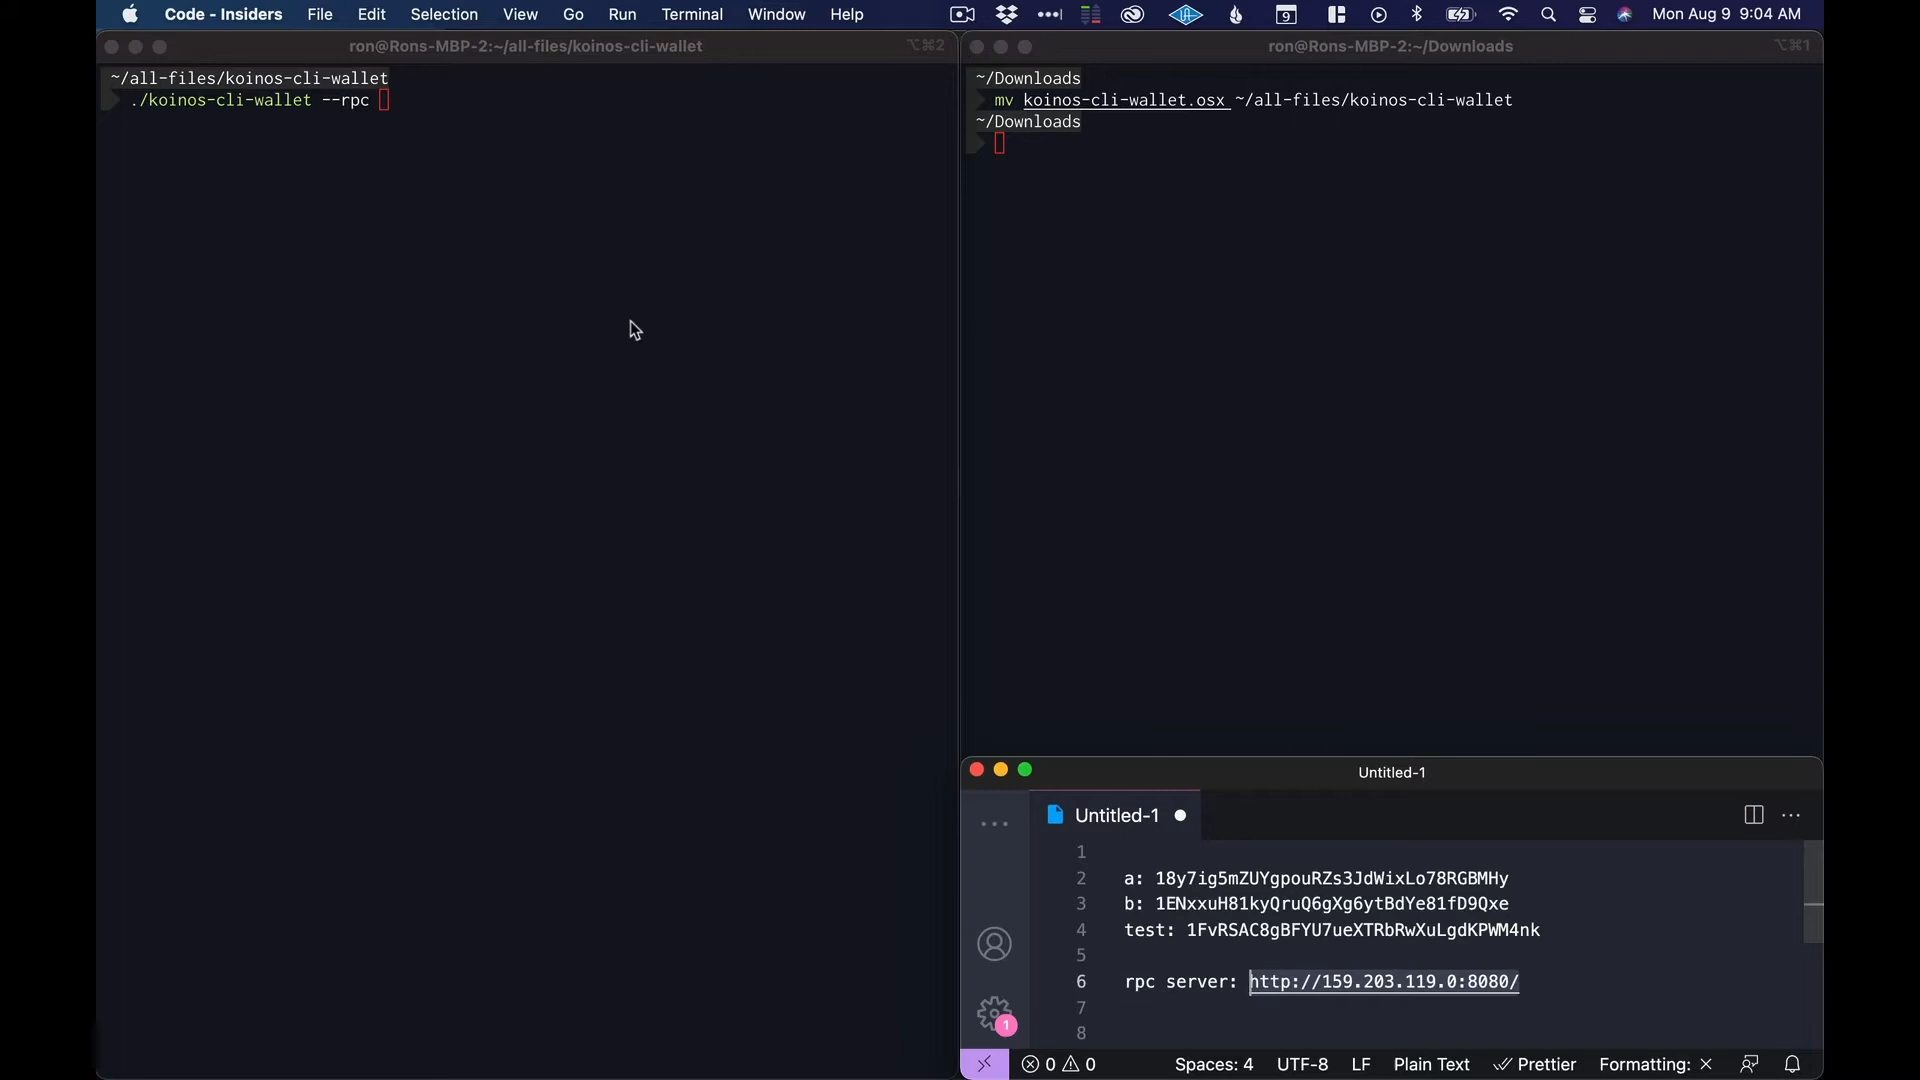 Code - Insiders File Edit Selection View Go Run Terminal Window Help 9 Mon Aug 9 9:04 AM
ron@Rons-MBP-2:~/all-files/koinos-cli-wallet ⌥⌘2
~/all-files/koinos-cli-wallet
./koinos-cli-wallet --rpc
ron@Rons-MBP-2:~/Downloads ⌥⌘1
~/Downloads
mv koinos-cli-wallet.osx ~/all-files/koinos-cli-wallet
~/Downloads
Untitled-1
Untitled-1
1
2 a: 18y7ig5mZUYgpouRZs3JdWixLo78RGBMHy
3 b: 1ENxxuH81kyQruQ6gXg6ytBdYe81fD9Qxe
4 test: 1FvRSAC8gBFYU7ueXTRbRwXuLgdKPWM4nk
5
6 rpc server: http://159.203.119.0:8080/
7
8
1
0 0 Spaces: 4 UTF-8 LF Plain Text Prettier Formatting: ×